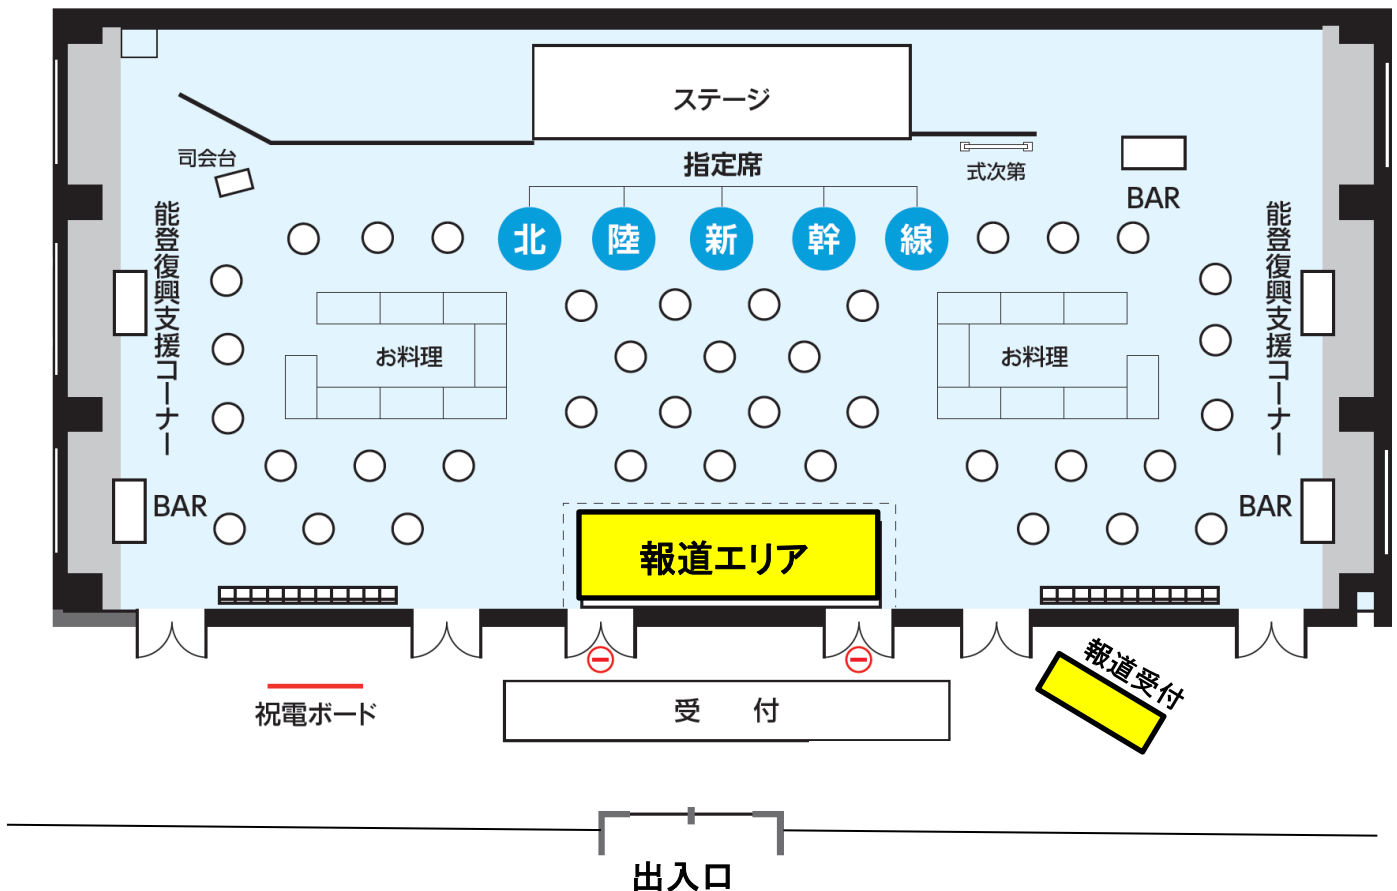 ステージ
司会台
指定席
式次第
BAR
能登復興支援コーナー
北 陸 新 幹 線
能登復興支援コーナー
お料理
お料理
BAR
BAR
報道エリア
報道受付
祝電ボード
受 付
出入口